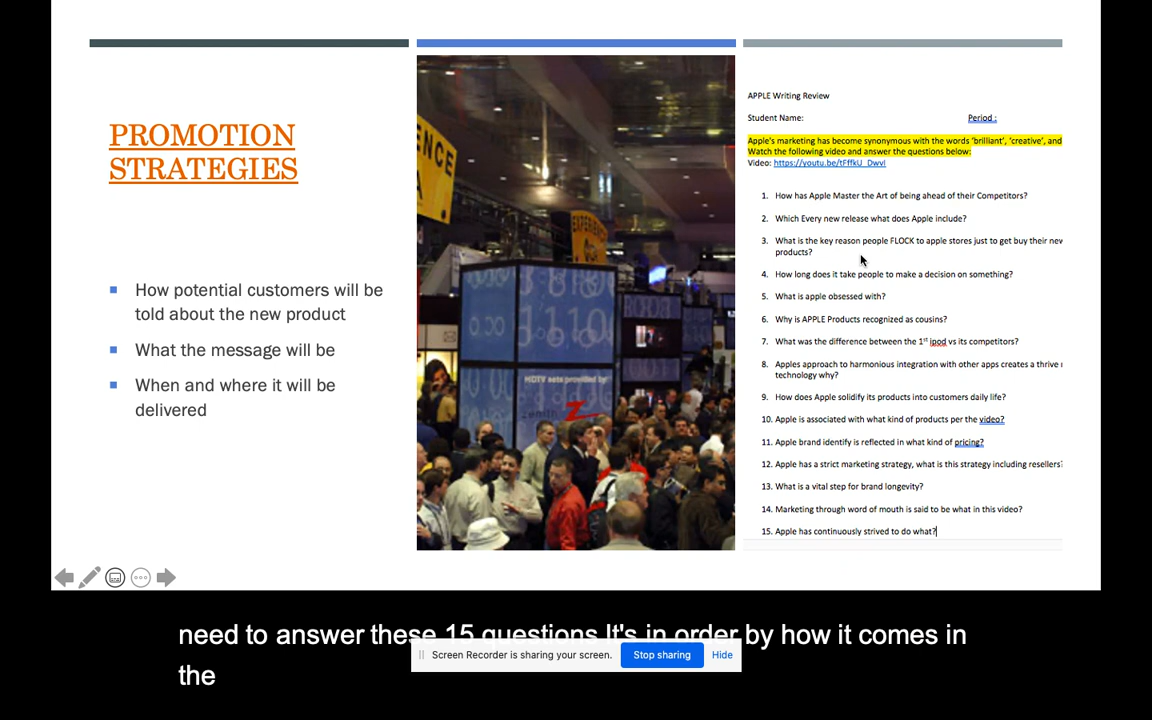 PROMOTION
STRATEGIES
How potential customers will be
told about the new product
What the message will be
When and where it will be
delivered
ENCE
EXPERIENCE
HDTV sets provided by:
zenith
APPLE Writing Review
Student Name: Period :
Apple's marketing has become synonymous with the words 'brilliant', 'creative', and
Watch the following video and answer the questions below:
Video: https://youtu.be/tFfkU_Dwvl
1. How has Apple Master the Art of being ahead of their Competitors?
2. Which Every new release what does Apple include?
3. What is the key reason people FLOCK to apple stores just to get buy their new
products?
4. How long does it take people to make a decision on something?
5. What is apple obsessed with?
6. Why is APPLE Products recognized as cousins?
7. What was the difference between the 1st ipod vs its competitors?
8. Apples approach to harmonious integration with other apps creates a thrive
technology why?
9. How does Apple solidify its products into customers daily life?
10. Apple is associated with what kind of products per the video?
11. Apple brand identify is reflected in what kind of pricing?
12. Apple has a strict marketing strategy, what is this strategy including resellers?
13. What is a vital step for brand longevity?
14. Marketing through word of mouth is said to be what in this video?
15. Apple has continuously strived to do what?
need to answer these 15 questions It's in order by how it comes in
the
Screen Recorder is sharing your screen. Stop sharing Hide